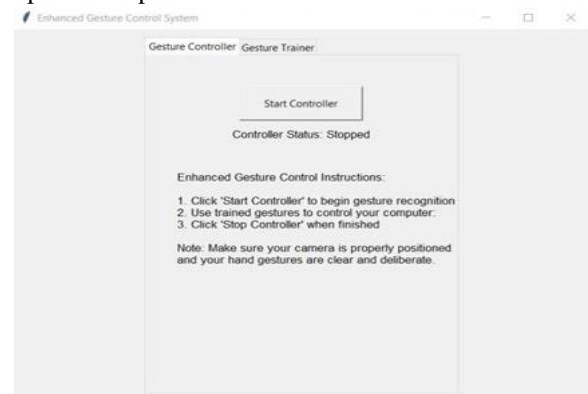 Enhanced Gesture Control System
Gesture Controller Gesture Trainer
Start Controller
Controller Status: Stopped
Enhanced Gesture Control Instructions:
1. Click 'Start Controller' to begin gesture recognition
2. Use trained gestures to control your computer:
3. Click 'Stop Controller' when finished
Note: Make sure your camera is properly positioned
and your hand gestures are clear and deliberate.